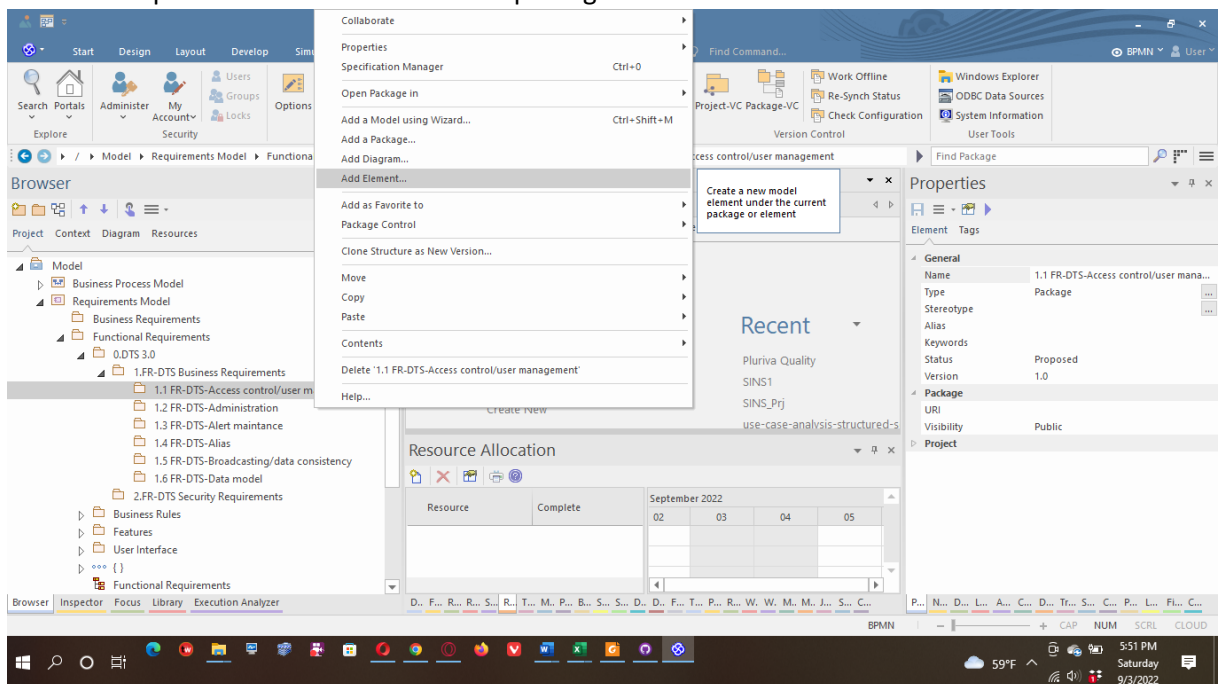 Collaborate
Properties
Specification Manager Ctrl+0
Open Package in
Add a Model using Wizard... Ctrl+Shift+M
Add a Package...
Add Diagram...
Add Element...
Add as Favorite to
Package Control
Clone Structure as New Version...
Move
Copy
Paste
Contents
Delete '1.1 FR-DTS-Access control/user management'
Help...
Start Design Layout Develop
Find Command...
BPMN User
Search Portals Administer My Account Users Groups Locks Options
Explore Security
Project-VC Package-VC Work Offline Re-Synch Status Check Configuration
Version Control
Windows Explorer
ODBC Data Sources
System Information
User Tools
/ Model Requirements Model Functiona
cess control/user management
Find Package
Create a new model
element under the current
package or element
Browser
Project Context Diagram Resources
Model
Business Process Model
Requirements Model
Business Requirements
Functional Requirements
0.DTS 3.0
1.FR-DTS Business Requirements
1.1 FR-DTS-Access control/user m
1.2 FR-DTS-Administration
1.3 FR-DTS-Alert maintance
1.4 FR-DTS-Alias
1.5 FR-DTS-Broadcasting/data consistency
1.6 FR-DTS-Data model
2.FR-DTS Security Requirements
Business Rules
Features
User Interface
{ }
Functional Requirements
Browser Inspector Focus Library Execution Analyzer
Create New
Recent
Pluriva Quality
SINS1
SINS_Prj
use-case-analysis-structured-s
Resource Allocation
Resource Complete
September 2022
02 03 04 05
D.. F... R... R... S... R.. T... M.. P... B... S... S... D.. D... F... T... P... R... W. W. M.. M. J... S... C...
Properties
Element Tags
General
Name 1.1 FR-DTS-Access control/user mana...
Type Package ...
Stereotype ...
Alias
Keywords
Status Proposed
Version 1.0
Package
URI
Visibility Public
Project
P... N... D... L... A... C... D... Tr... S... C... P... L... Fi... C...
BPMN
CAP NUM SCRL CLOUD
59°F
5:51 PM
Saturday
9/3/2022